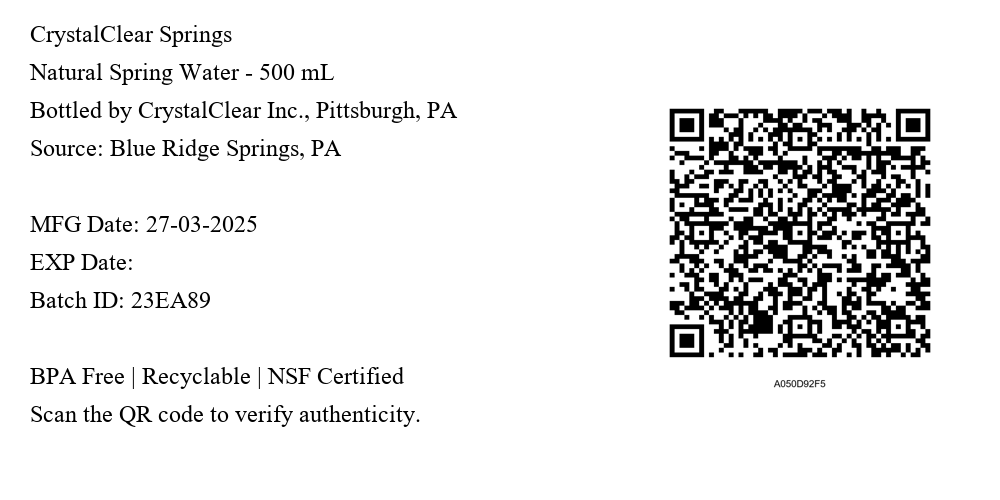 CrystalClear Springs
Natural Spring Water - 500 mL
Bottled by CrystalClear Inc., Pittsburgh, PA
Source: Blue Ridge Springs, PA
MFG Date: 27-03-2025
EXP Date:
Batch ID: 23EA89
BPA Free | Recyclable | NSF Certified
Scan the QR code to verify authenticity.
A050D92F5